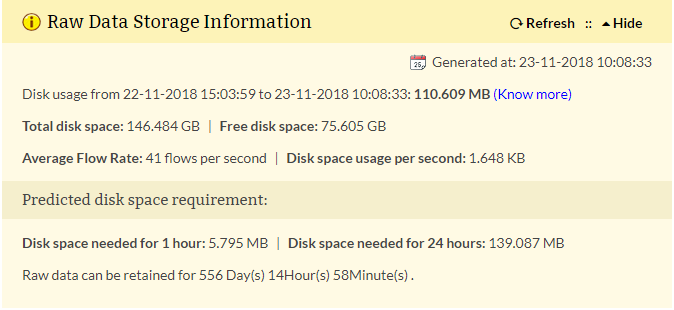 Raw Data Storage Information Refresh :: Hide
Generated at: 23-11-2018 10:08:33
Disk usage from 22-11-2018 15:03:59 to 23-11-2018 10:08:33: 110.609 MB (Know more)
Total disk space: 146.484 GB | Free disk space: 75.605 GB
Average Flow Rate: 41 flows per second | Disk space usage per second: 1.648 KB
Predicted disk space requirement:
Disk space needed for 1 hour: 5.795 MB | Disk space needed for 24 hours: 139.087 MB
Raw data can be retained for 556 Day(s) 14Hour(s) 58Minute(s) .